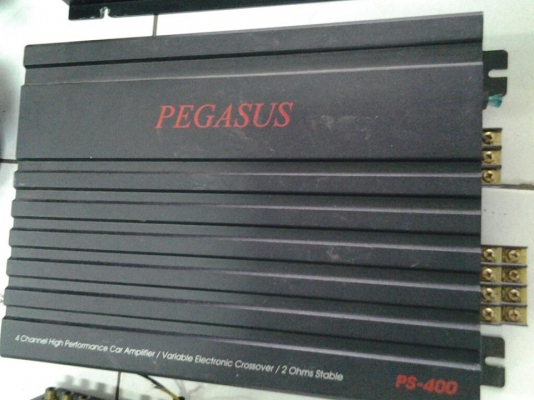 PEGASUS
4 Channel High Performance Car Amplifier / Variable Electronic Crossover / 2 Ohms Stable
PS-400